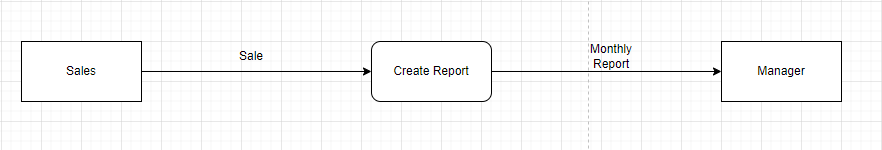 Sales
Sale
Create Report
Monthly
Report
Manager